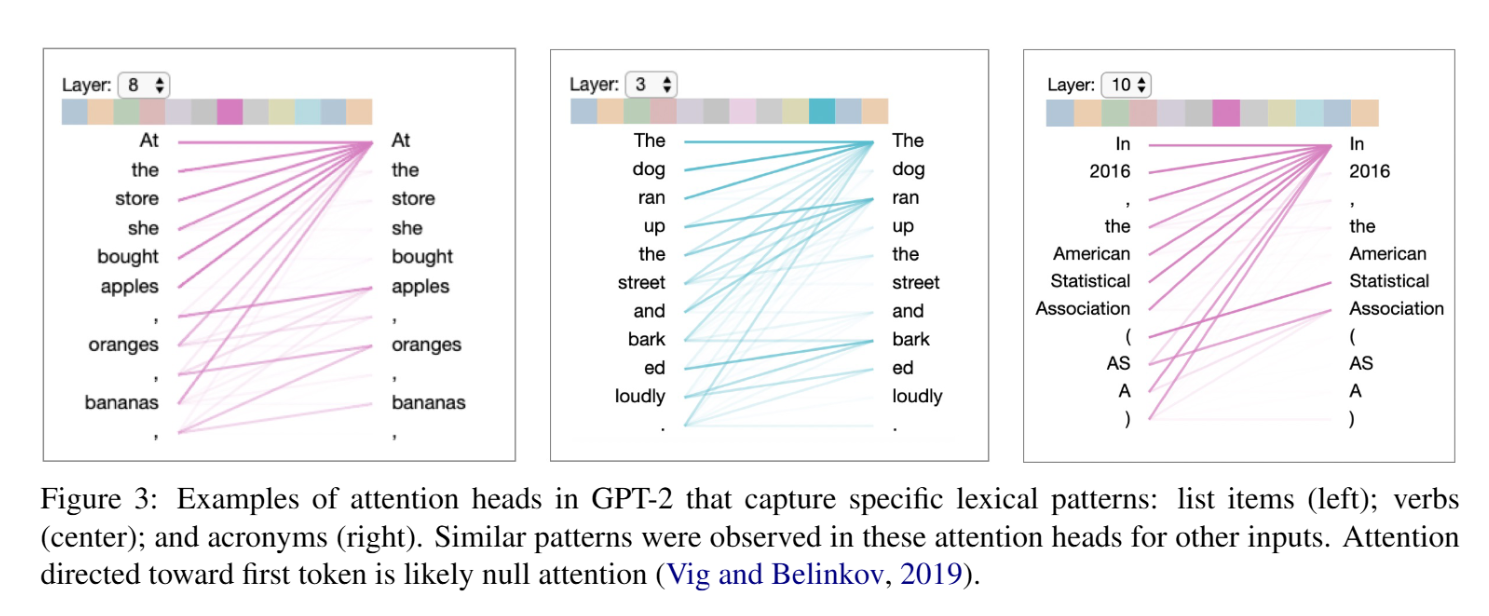 Layer: 8
At At
the the
store store
she she
bought bought
apples apples
, ,
oranges oranges
, ,
bananas bananas
, ,
Layer: 3
The The
dog dog
ran ran
up up
the the
street street
and and
bark bark
ed ed
loudly loudly
. .
Layer: 10
In In
2016 2016
, ,
the the
American American
Statistical Statistical
Association Association
( (
AS AS
A A
) )
Figure 3: Examples of attention heads in GPT-2 that capture specific lexical patterns: list items (left); verbs
(center); and acronyms (right). Similar patterns were observed in these attention heads for other inputs. Attention
directed toward first token is likely null attention (Vig and Belinkov, 2019).